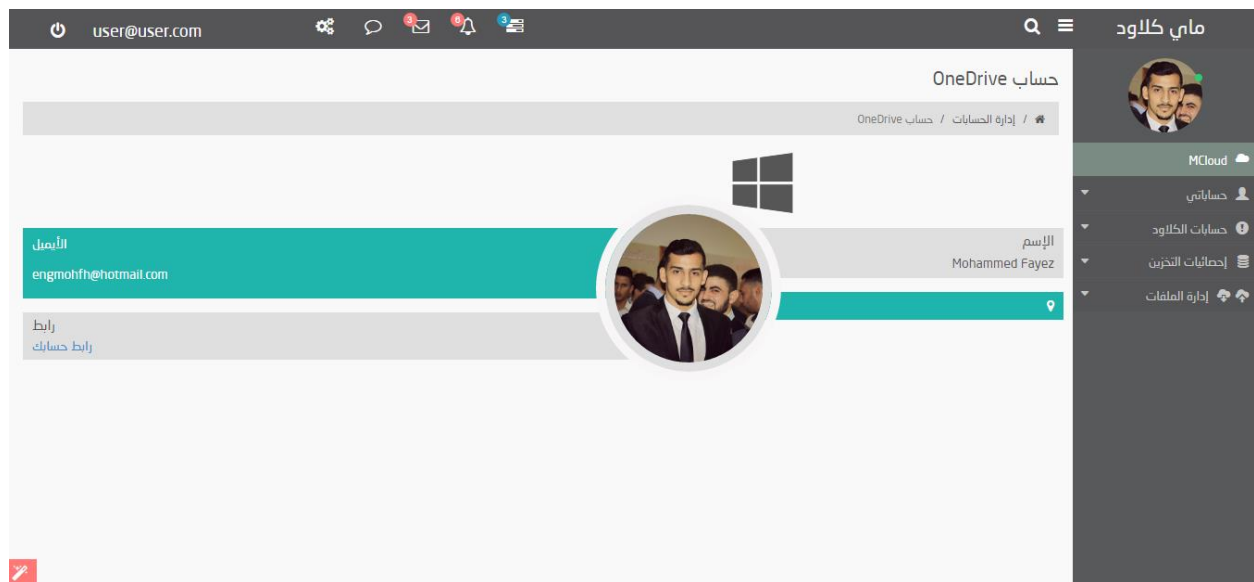 ماي كلاود
user@user.com
3
6
3
حساب OneDrive
/ إدارة الحسابات / حساب OneDrive
MCloud
حساباتي
حسابات الكلاود
إحصائيات التخزين
إدارة الملفات
الإسم
Mohammed Fayez
الأيميل
engmohfh@hotmail.com
رابط
رابط حسابك